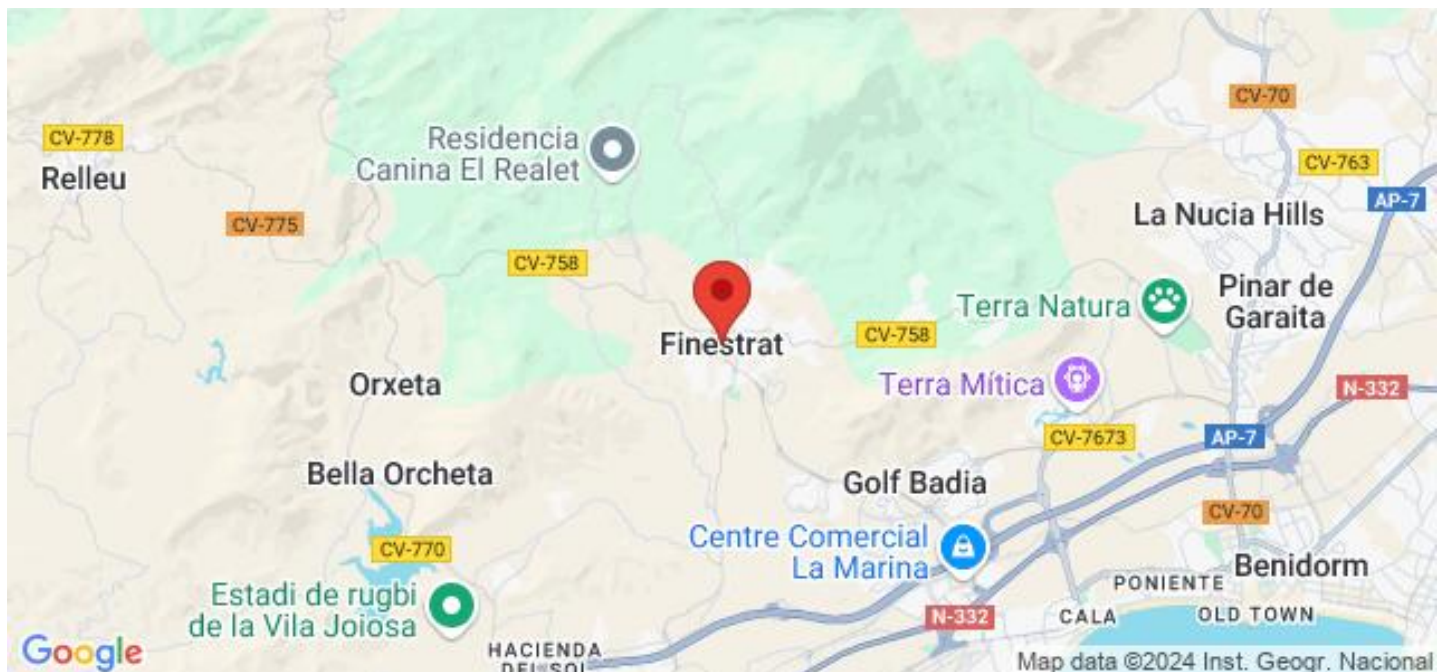 CV-70
CV-778
Residencia
Canina El Realet
CV-763
Relleu
AP-7
La Nucia Hills
CV-775
CV-758
Pinar de
Garaita
Terra Natura
CV-758
Finestrat
Orxeta
Terra Mítica
N-332
CV-7673
AP-7
Bella Orcheta
Golf Badia
CV-70
Centre Comercial
La Marina
CV-770
Benidorm
PONIENTE
Estadi de rugbi
de la Vila Joiosa
N-332
CALA
OLD TOWN
HACIENDA
DEL SOL
Google
Map data ©2024 Inst. Geogr. Nacional